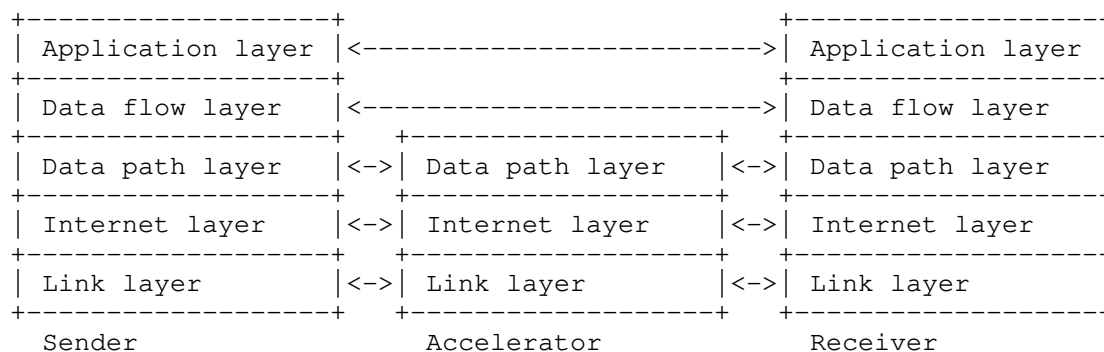 +--------------------+                            +--------------------
| Application layer |<------------------------->| Application layer
+--------------------+                            +--------------------
| Data flow layer   |<------------------------->| Data flow layer
+--------------------+   +--------------------+   +--------------------
| Data path layer   |<->| Data path layer   |<->| Data path layer
+--------------------+   +--------------------+   +--------------------
| Internet layer    |<->| Internet layer    |<->| Internet layer
+--------------------+   +--------------------+   +--------------------
| Link layer        |<->| Link layer        |<->| Link layer
+--------------------+   +--------------------+   +--------------------
Sender Accelerator Receiver